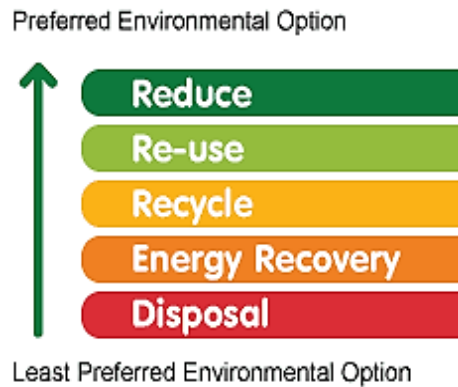 Preferred Environmental Option
Reduce
Re-use
Recycle
Energy Recovery
Disposal
Least Preferred Environmental Option